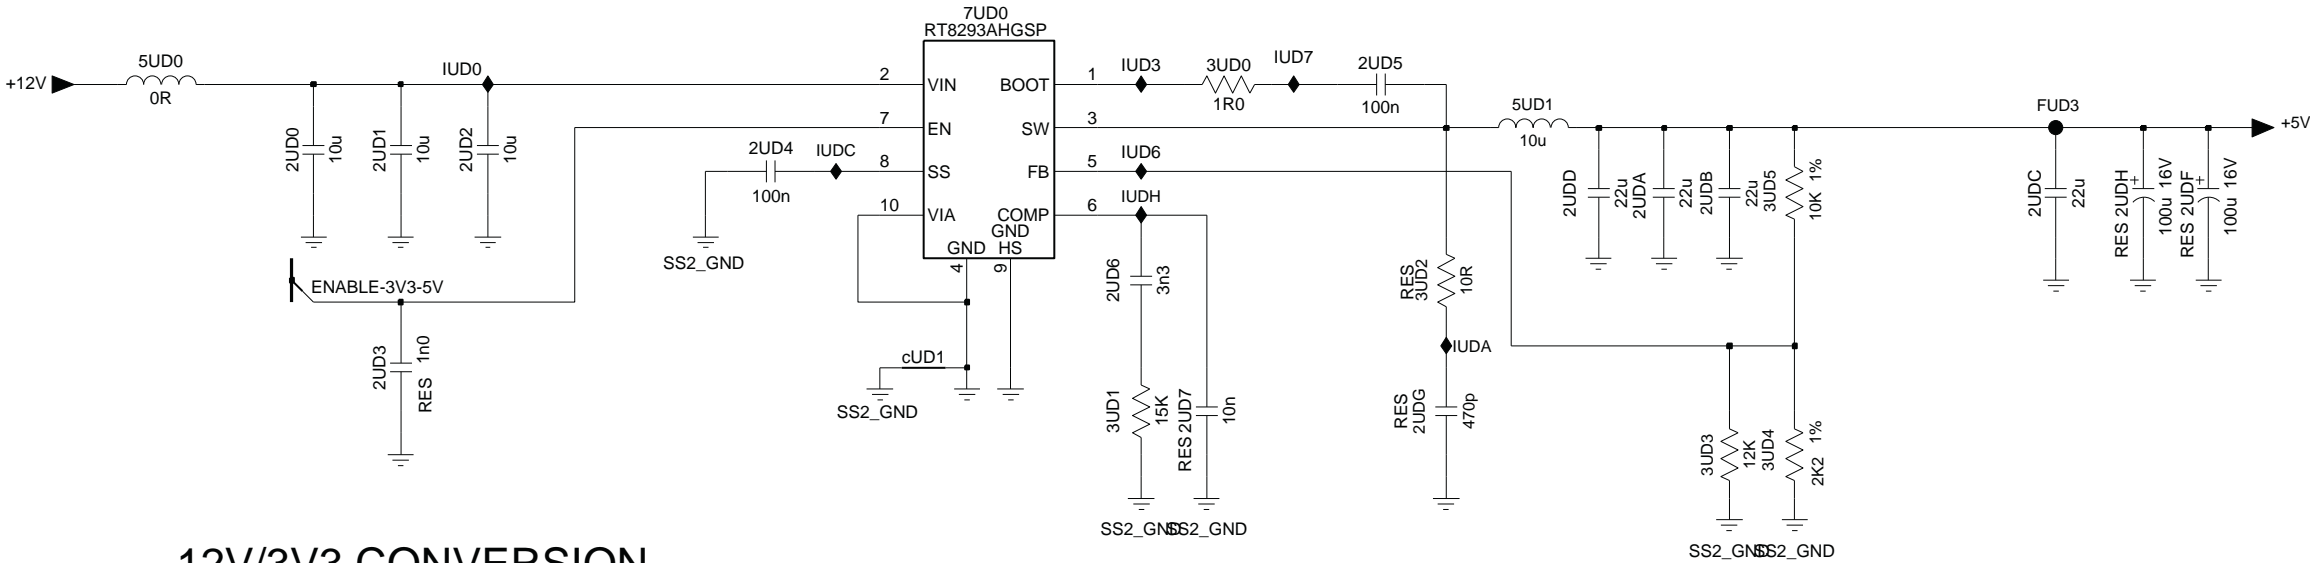 7UD0
RT8293AHGSP
+12V
5UD0
0R
IUD0
2UD0
10u
2UD1
10u
2UD2
10u
2
VIN
7
EN
8
SS
10
VIA
BOOT
1
SW
3
FB
5
COMP
6
GND
GND
HS
4
9
2UD4
100n
IUDC
SS2_GND
ENABLE-3V3-5V
2UD3
1n0
RES
cUD1
SS2_GND
IUD3
3UD0
1R0
IUD7
2UD5
100n
IUD6
IUDH
2UD6
3n3
3UD1
15K
RES 2UD7
10n
SS2_GND
SS2_GND
RES
3UD2
10R
IUDA
RES
2UDG
470p
5UD1
10u
2UDD
22u
2UDA
22u
2UDB
22u
3UD5
10K 1%
3UD3
12K
3UD4
2K2 1%
SS2_GND
SS2_GND
FUD3
+5V
2UDC
22u
RES 2UDH
+
100u 16V
RES 2UDF
+
100u 16V
12V/3V3 CONVERSION